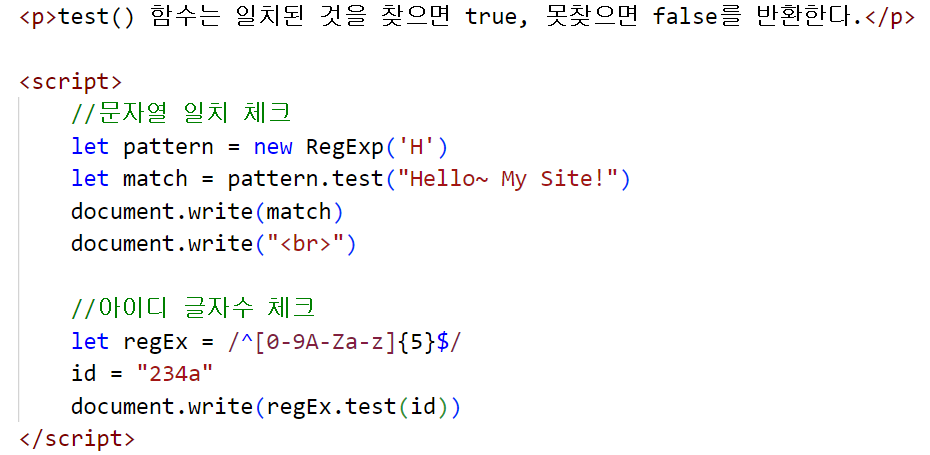 <p>test() 함수는 일치된 것을 찾으면 true, 못찾으면 false를 반환한다.</p>
<script>
//문자열 일치 체크
let pattern = new RegExp('H')
let match = pattern.test("Hello~ My Site!")
document.write(match)
document.write("<br>")
//아이디 글자수 체크
let regEx = /^[0-9A-Za-z]{5}$/
id = "234a"
document.write(regEx.test(id))
</script>